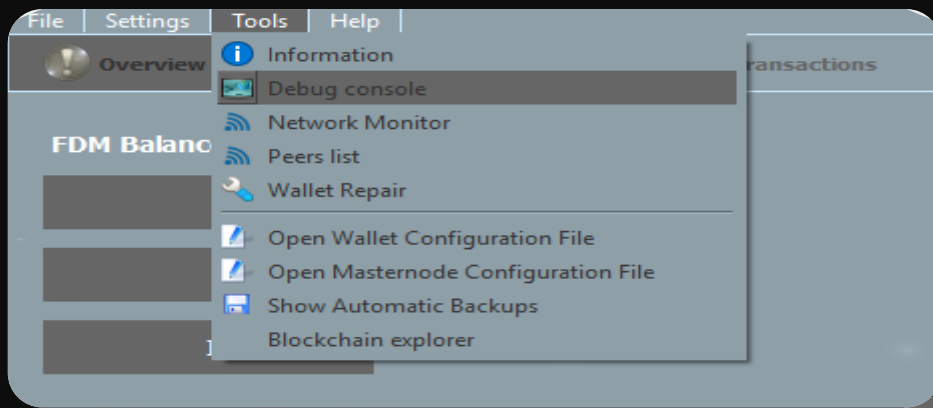 File Settings Tools Help
Information
Overview
ransactions
Debug console
Network Monitor
FDM Balanc
Peers list
Wallet Repair
Open Wallet Configuration File
Open Masternode Configuration File
Show Automatic Backups
Blockchain explorer